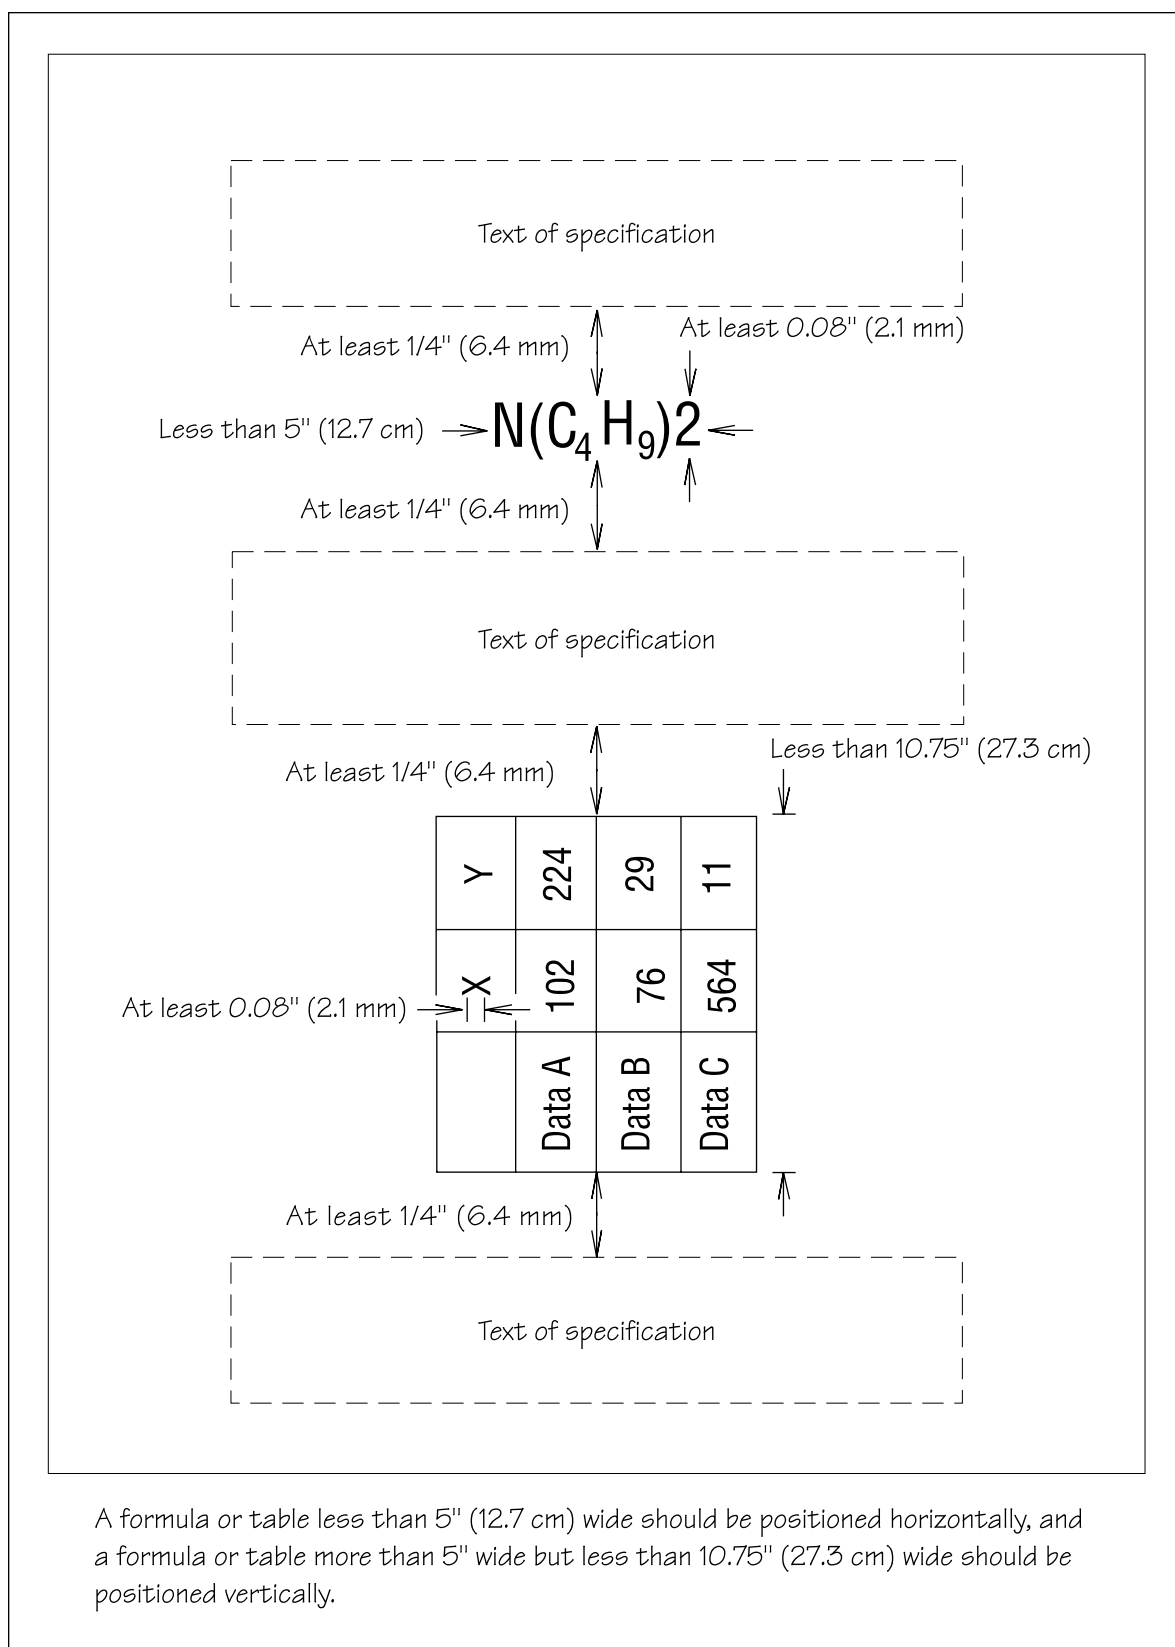 Text of specification
At least 1/4" (6.4 mm)
At least 0.08" (2.1 mm)
Less than 5" (12.7 cm)
N(C4H9)2
At least 1/4" (6.4 mm)
Text of specification
At least 1/4" (6.4 mm)
Less than 10.75" (27.3 cm)
X Y
Data A 102 224
Data B 76 29
Data C 564 11
At least 0.08" (2.1 mm)
At least 1/4" (6.4 mm)
Text of specification
A formula or table less than 5" (12.7 cm) wide should be positioned horizontally, and
a formula or table more than 5" wide but less than 10.75" (27.3 cm) wide should be
positioned vertically.